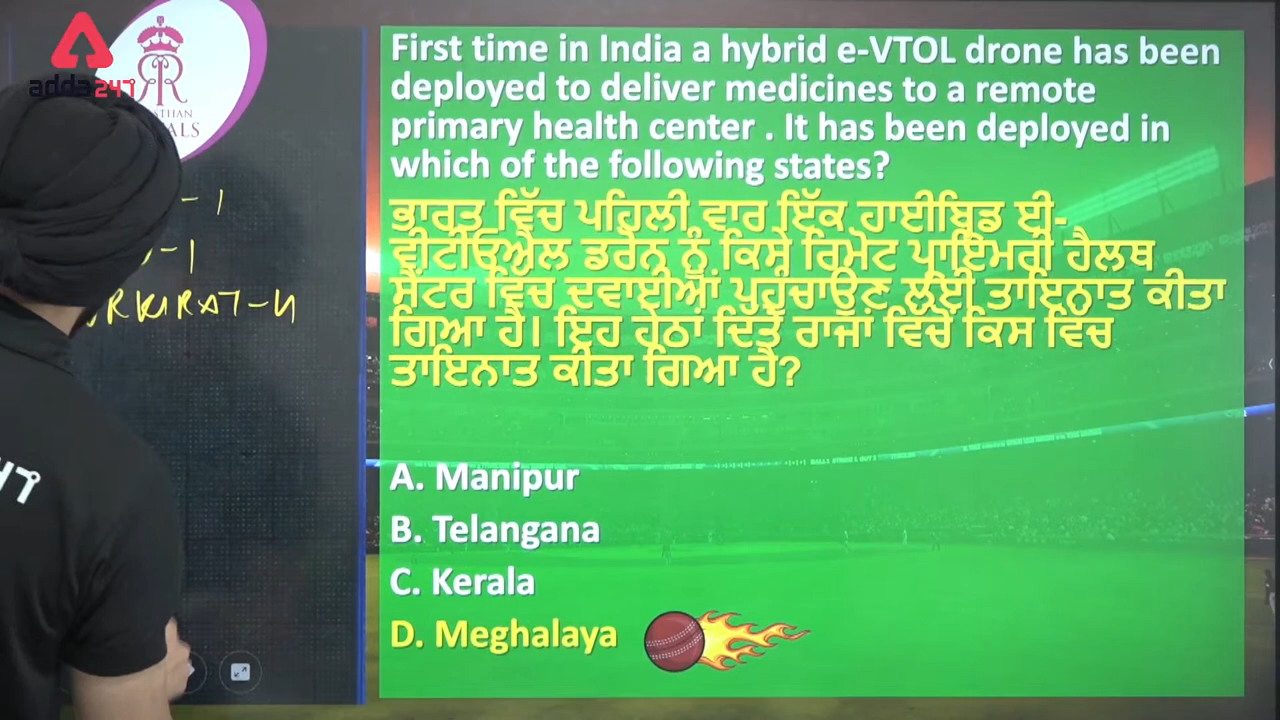 adda247
First time in India a hybrid e-VTOL drone has been
deployed to deliver medicines to a remote
primary health center . It has been deployed in
which of the following states?
ਭਾਰਤ ਵਿੱਚ ਪਹਿਲੀ ਵਾਰ ਇੱਕ ਹਾਈਬ੍ਰਿਡ ਈ-
ਵੀਟੀਓਐਲ ਡਰੋਨ ਨੂੰ ਕਿਸੇ ਰਿਮੋਟ ਪ੍ਰਾਇਮਰੀ ਹੈਲਥ
ਸੈਂਟਰ ਵਿੱਚ ਦਵਾਈਆਂ ਪਹੁੰਚਾਉਣ ਲਈ ਤਾਇਨਾਤ ਕੀਤਾ
ਗਿਆ ਹੈ। ਇਹ ਹੇਠਾਂ ਦਿੱਤੇ ਰਾਜਾਂ ਵਿੱਚੋਂ ਕਿਸ ਵਿੱਚ
ਤਾਇਨਾਤ ਕੀਤਾ ਗਿਆ ਹੈ?
A. Manipur
B. Telangana
C. Kerala
D. Meghalaya